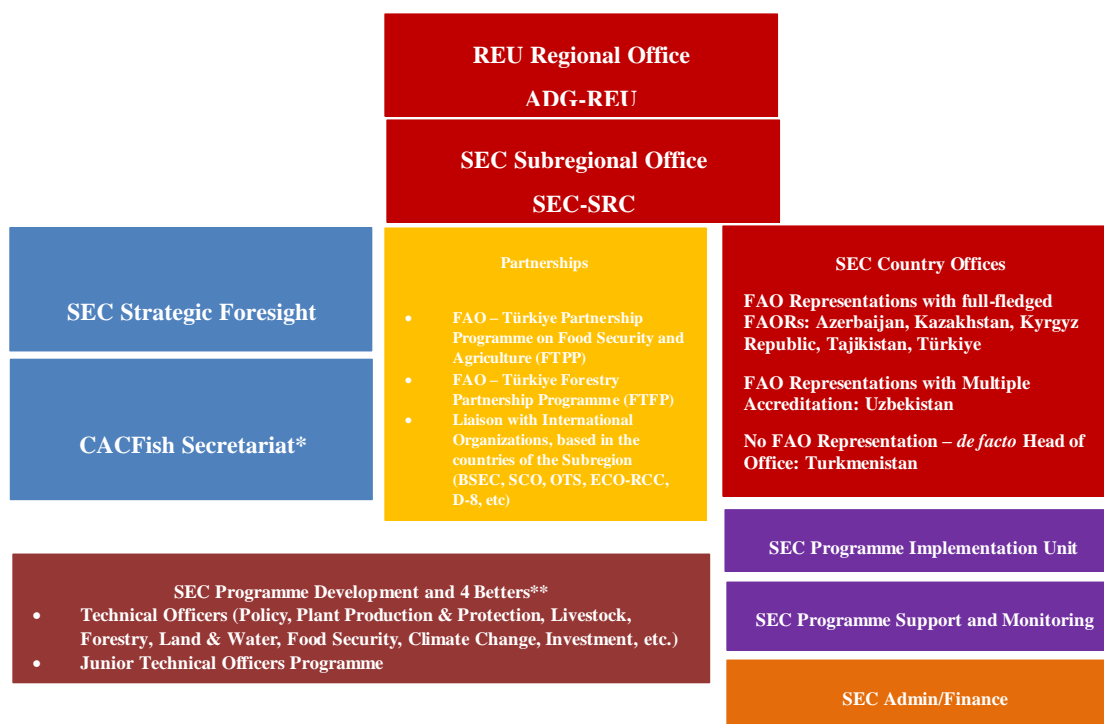 REU Regional Office
ADG-REU
SEC Subregional Office
SEC-SRC
SEC Strategic Foresight
CACFish Secretariat*
Partnerships
• FAO – Türkiye Partnership
Programme on Food Security and
Agriculture (FTPP)
• FAO – Türkiye Forestry
Partnership Programme (FTFP)
• Liaison with International
Organizations, based in the
countries of the Subregion
(BSEC, SCO, OTS, ECO-RCC,
D-8, etc)
SEC Country Offices
FAO Representations with full-fledged
FAORs: Azerbaijan, Kazakhstan, Kyrgyz
Republic, Tajikistan, Türkiye
FAO Representations with Multiple
Accreditation: Uzbekistan
No FAO Representation – de facto Head of
Office: Turkmenistan
SEC Programme Implementation Unit
SEC Programme Support and Monitoring
SEC Admin/Finance
SEC Programme Development and 4 Betters**
• Technical Officers (Policy, Plant Production & Protection, Livestock,
Forestry, Land & Water, Food Security, Climate Change, Investment, etc.)
• Junior Technical Officers Programme